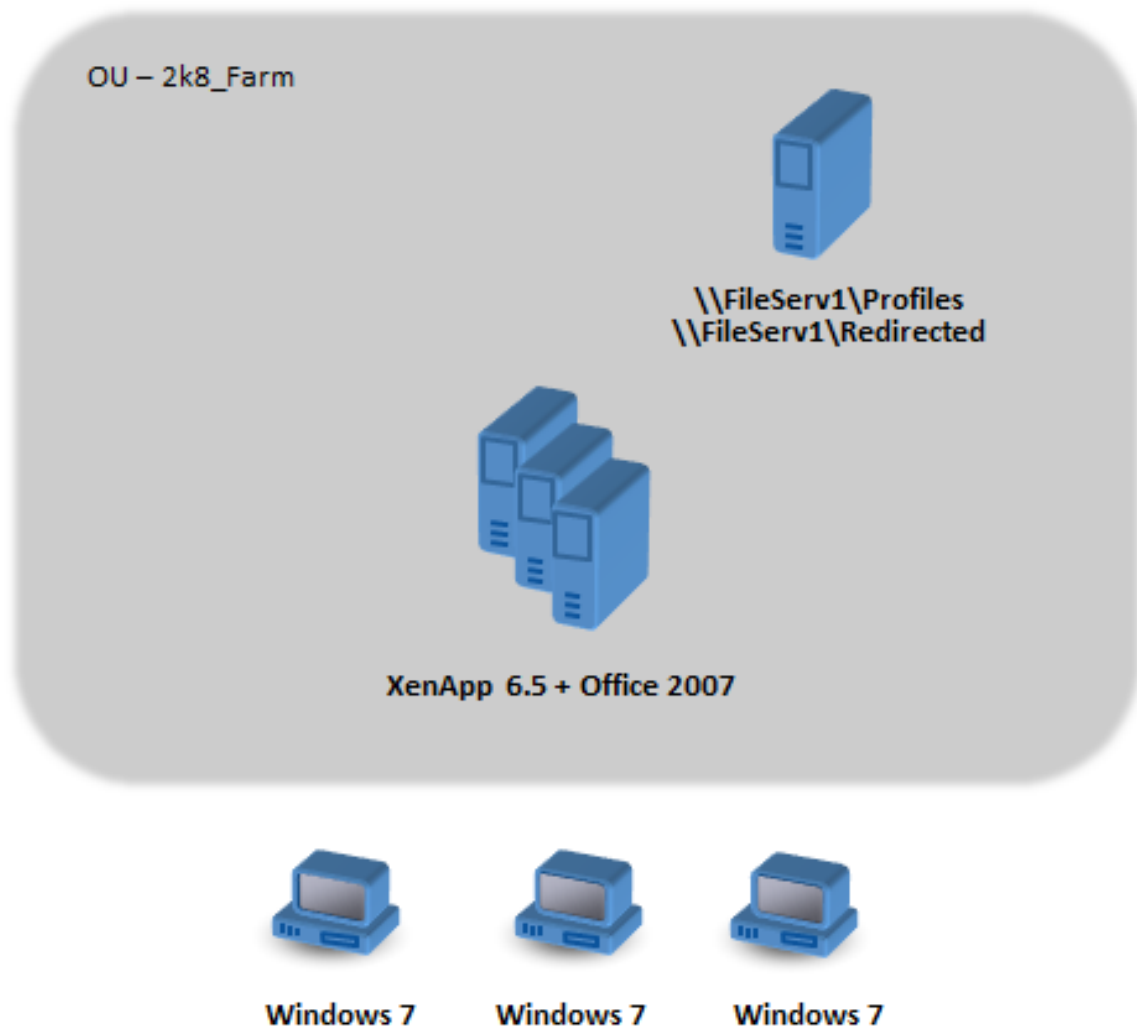 OU – 2k8_Farm
\\FileServ1\Profiles
\\FileServ1\Redirected
XenApp 6.5 + Office 2007
Windows 7
Windows 7
Windows 7